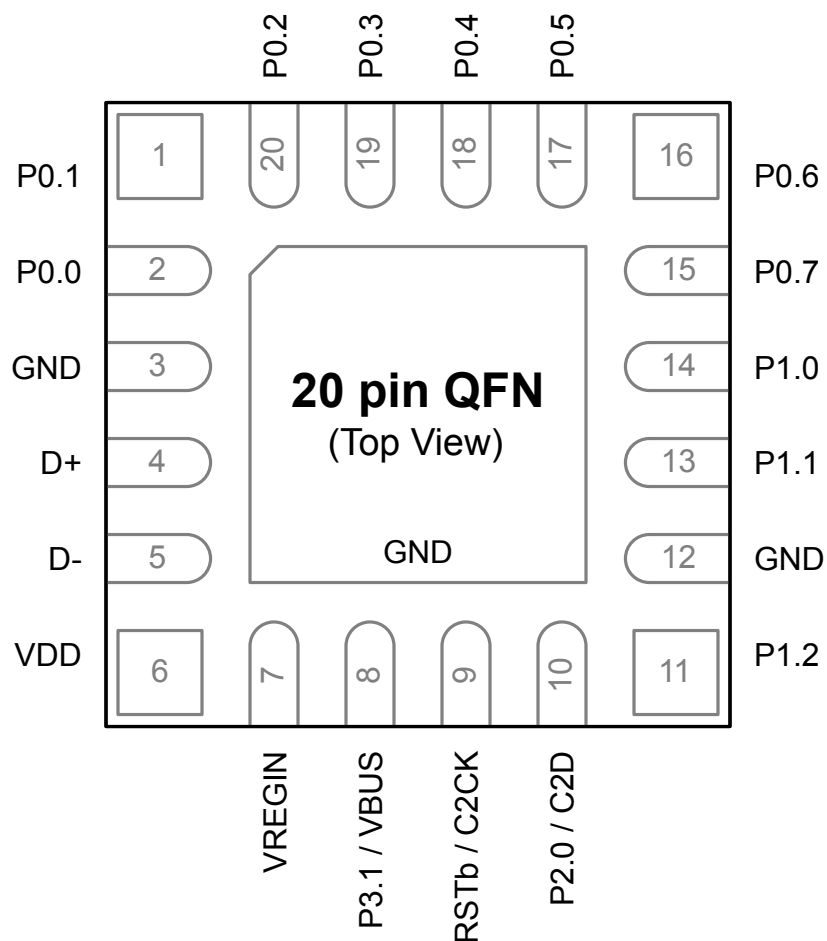 P0.2
P0.3
P0.4
P0.5
20
19
18
17
P0.1
1
16
P0.6
P0.0
2
15
P0.7
GND
3
14
P1.0
D+
4
13
P1.1
D-
5
12
GND
VDD
6
11
P1.2
20 pin QFN
(Top View)
GND
7
8
9
10
VREGIN
P3.1 / VBUS
RSTb / C2CK
P2.0 / C2D